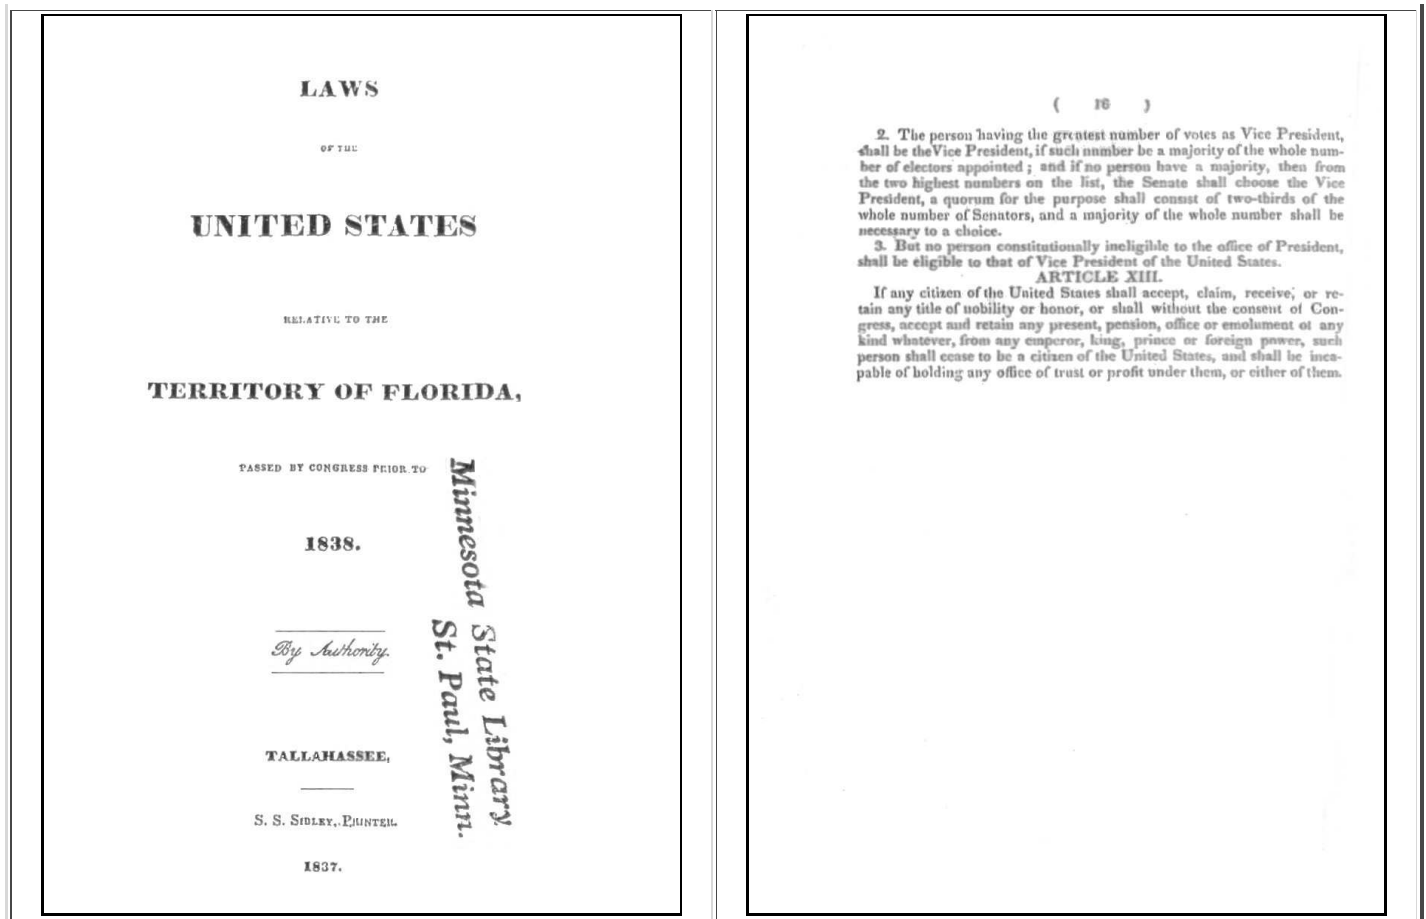 LAWS
OF THE
UNITED STATES
RELATIVE TO THE
TERRITORY OF FLORIDA,
PASSED BY CONGRESS PRIOR TO
1838.
By Authority.
TALLAHASSEE,
S. S. SIBLEY, PRINTER.
1837.
Minnesota State Library
St. Paul, Minn.
( 16 )
2. The person having the greatest number of votes as Vice President,
shall be the Vice President, if such number be a majority of the whole num-
ber of electors appointed; and if no person have a majority, then from
the two highest numbers on the list, the Senate shall choose the Vice
President, a quorum for the purpose shall consist of two-thirds of the
whole number of Senators, and a majority of the whole number shall be
necessary to a choice.
3. But no person constitutionally ineligible to the office of President,
shall be eligible to that of Vice President of the United States.
ARTICLE XIII.
If any citizen of the United States shall accept, claim, receive, or re-
tain any title of nobility or honor, or shall without the consent of Con-
gress, accept and retain any present, pension, office or emolument of any
kind whatever, from any emperor, king, prince or foreign power, such
person shall cease to be a citizen of the United States, and shall be inca-
pable of holding any office of trust or profit under them, or either of them.